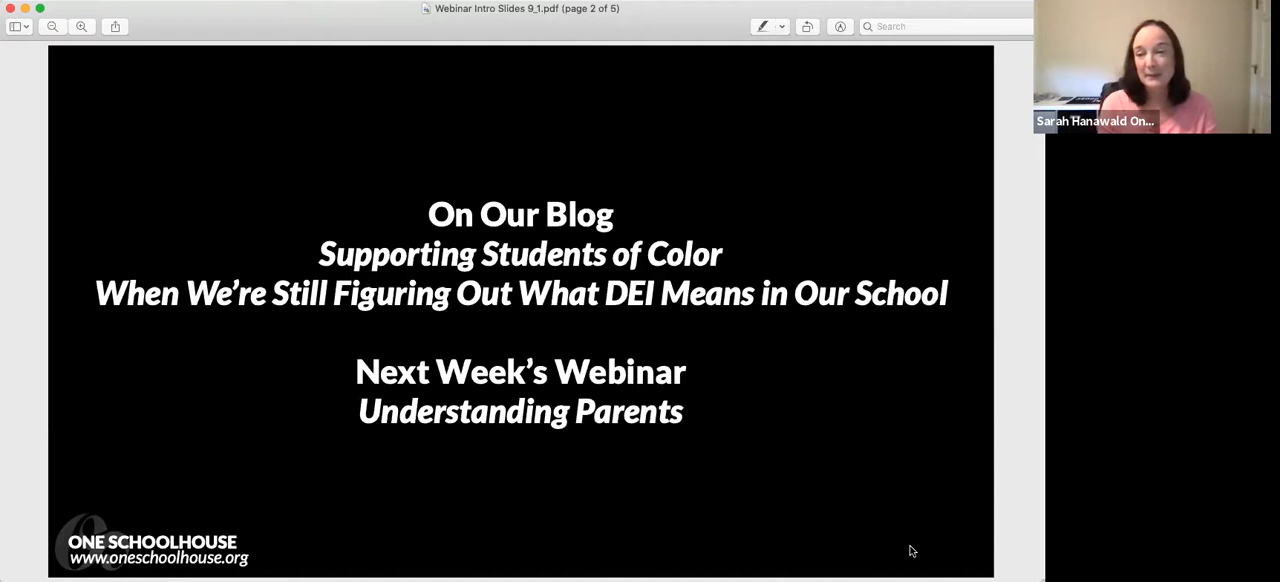 Webinar Intro Slides 9_1.pdf (page 2 of 5)
Search
Sarah Hanawald On...
On Our Blog
Supporting Students of Color
When We're Still Figuring Out What DEI Means in Our School
Next Week's Webinar
Understanding Parents
ONE SCHOOLHOUSE
www.oneschoolhouse.org